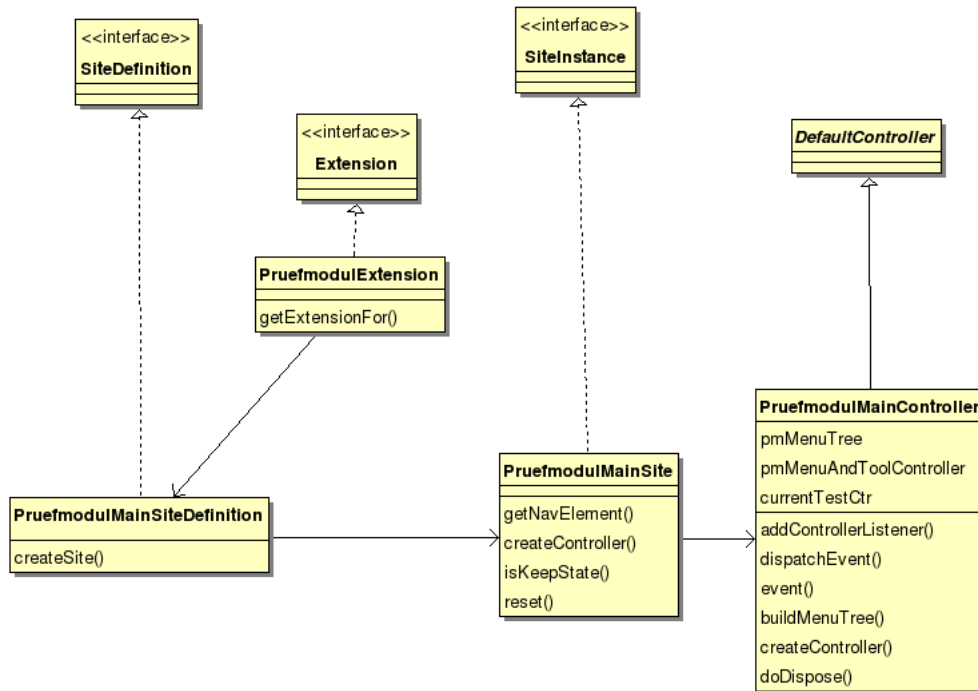 <<interface>>
SiteDefinition
<<interface>>
SiteInstance
<<interface>>
Extension
DefaultController
PruefmodulExtension
getExtensionFor()
PruefmodulMainSiteDefinition
createSite()
PruefmodulMainSite
getNavElement()
createController()
isKeepState()
reset()
PruefmodulMainController
pmMenuTree
pmMenuAndToolController
currentTestCtr
addControllerListener()
dispatchEvent()
event()
buildMenuTree()
createController()
doDispose()